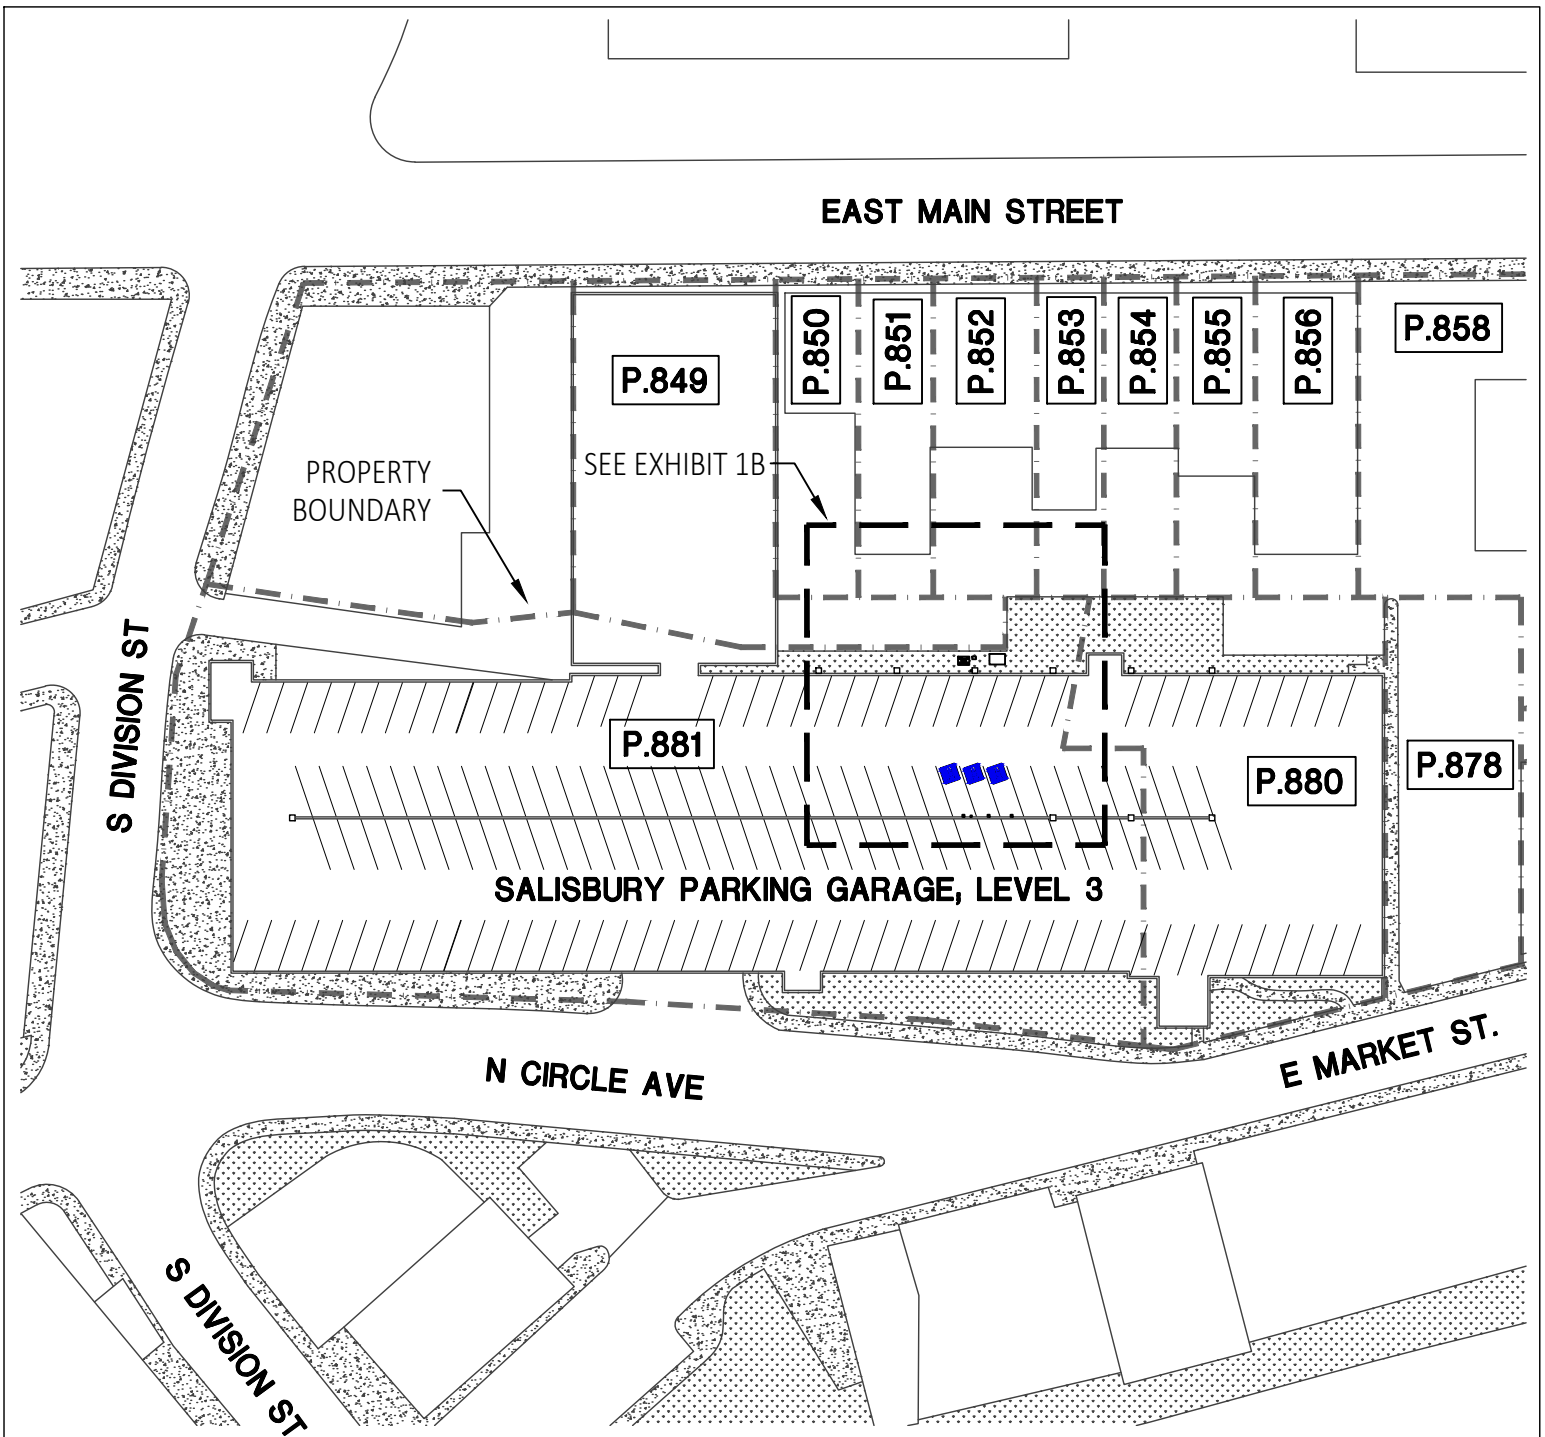 EAST MAIN STREET
P.849
P.850
P.851
P.852
P.853
P.854
P.855
P.856
P.858
PROPERTY
BOUNDARY
SEE EXHIBIT 1B
S DIVISION ST
P.881
P.880
P.878
SALISBURY PARKING GARAGE, LEVEL 3
N CIRCLE AVE
E MARKET ST.
S DIVISION ST